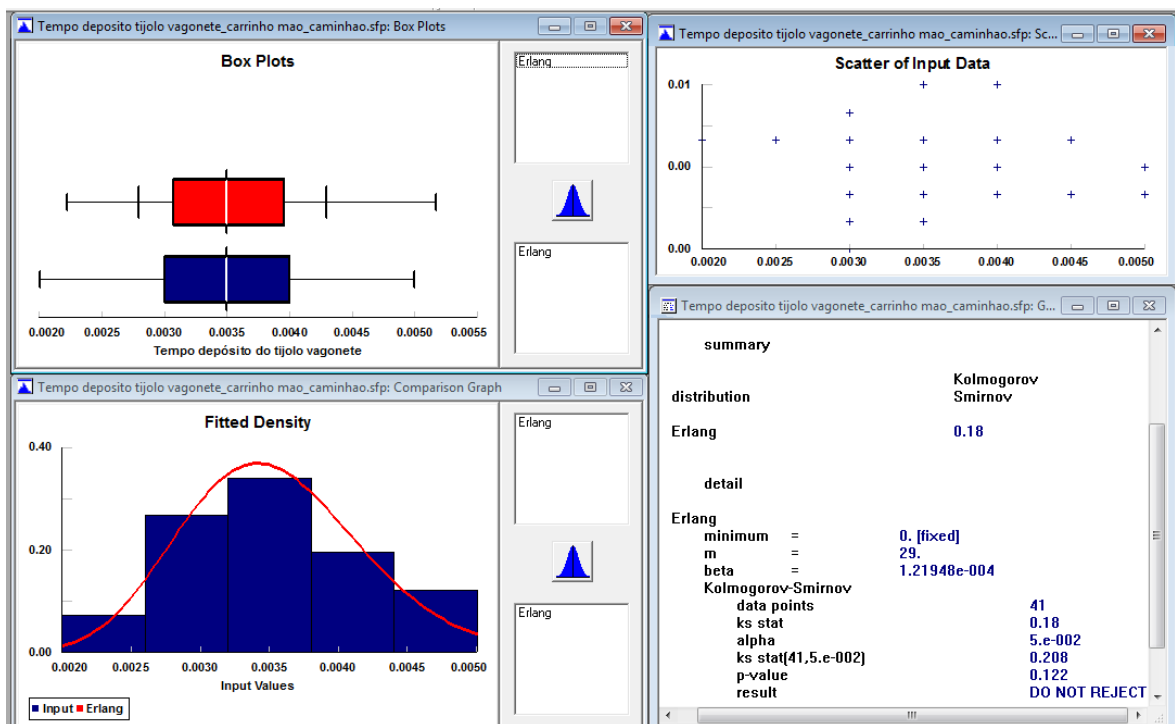 Tempo deposito tijolo vagonete_carrinho mao_caminhao.sfp: Box Plots
Box Plots
Erlang
Erlang
0.0020 0.0025 0.0030 0.0035 0.0040 0.0045 0.0050 0.0055
Tempo depósito do tijolo vagonete
Tempo deposito tijolo vagonete_carrinho mao_caminhao.sfp: Sc...
Scatter of Input Data
0.01
0.00
0.00
0.0020 0.0025 0.0030 0.0035 0.0040 0.0045 0.0050
Tempo deposito tijolo vagonete_carrinho mao_caminhao.sfp: Comparison Graph
Fitted Density
Erlang
Erlang
0.40
0.20
0.00
0.0020 0.0025 0.0030 0.0035 0.0040 0.0045 0.0050
Input Values
Input Erlang
Tempo deposito tijolo vagonete_carrinho mao_caminhao.sfp: G...
summary
Kolmogorov
distribution Smirnov
Erlang 0.18
detail
Erlang
minimum = 0. [fixed]
m = 29.
beta = 1.21948e-004
Kolmogorov-Smirnov
data points 41
ks stat 0.18
alpha 5.e-002
ks stat(41,5.e-002) 0.208
p-value 0.122
result DO NOT REJECT